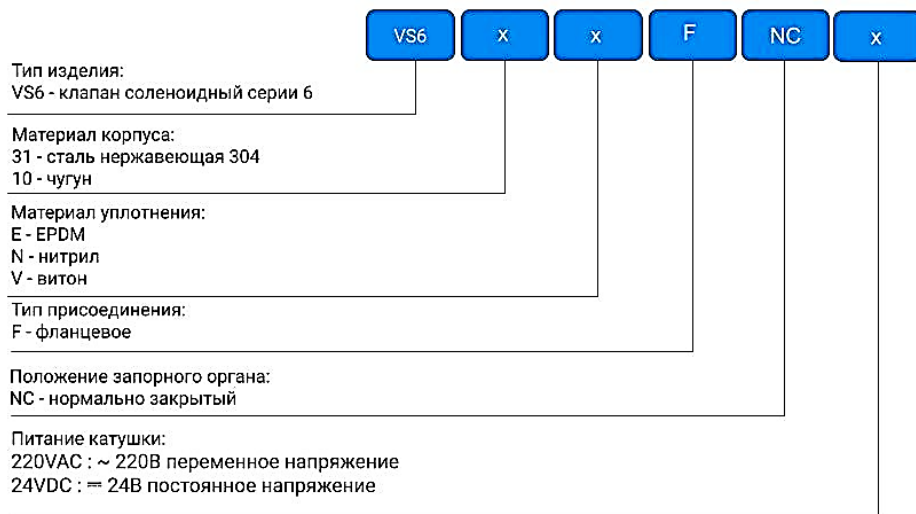 VS6 x x F NC x
Тип изделия:
VS6 - клапан соленоидный серии 6
Материал корпуса:
31 - сталь нержавеющая 304
10 - чугун
Материал уплотнения:
E - EPDM
N - нитрил
V - витон
Тип присоединения:
F - фланцевое
Положение запорного органа:
NC - нормально закрытый
Питание катушки:
220VAC : ~ 220В переменное напряжение
24VDC : ⎓ 24В постоянное напряжение